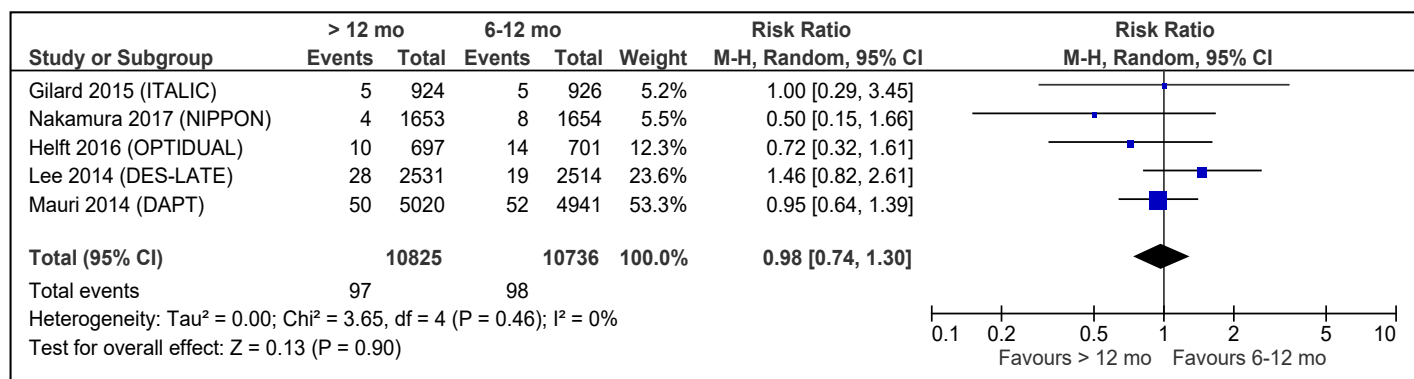 > 12 mo 6-12 mo Risk Ratio Risk Ratio
Study or Subgroup Events Total Events Total Weight M-H, Random, 95% CI M-H, Random, 95% CI
Gilard 2015 (ITALIC) 5 924 5 926 5.2% 1.00 [0.29, 3.45]
Nakamura 2017 (NIPPON) 4 1653 8 1654 5.5% 0.50 [0.15, 1.66]
Helft 2016 (OPTIDUAL) 10 697 14 701 12.3% 0.72 [0.32, 1.61]
Lee 2014 (DES-LATE) 28 2531 19 2514 23.6% 1.46 [0.82, 2.61]
Mauri 2014 (DAPT) 50 5020 52 4941 53.3% 0.95 [0.64, 1.39]
Total (95% CI) 10825 10736 100.0% 0.98 [0.74, 1.30]
Total events 97 98
Heterogeneity: Tau² = 0.00; Chi² = 3.65, df = 4 (P = 0.46); I² = 0%
Test for overall effect: Z = 0.13 (P = 0.90)
0.1 0.2 0.5 1 2 5 10
Favours > 12 mo Favours 6-12 mo